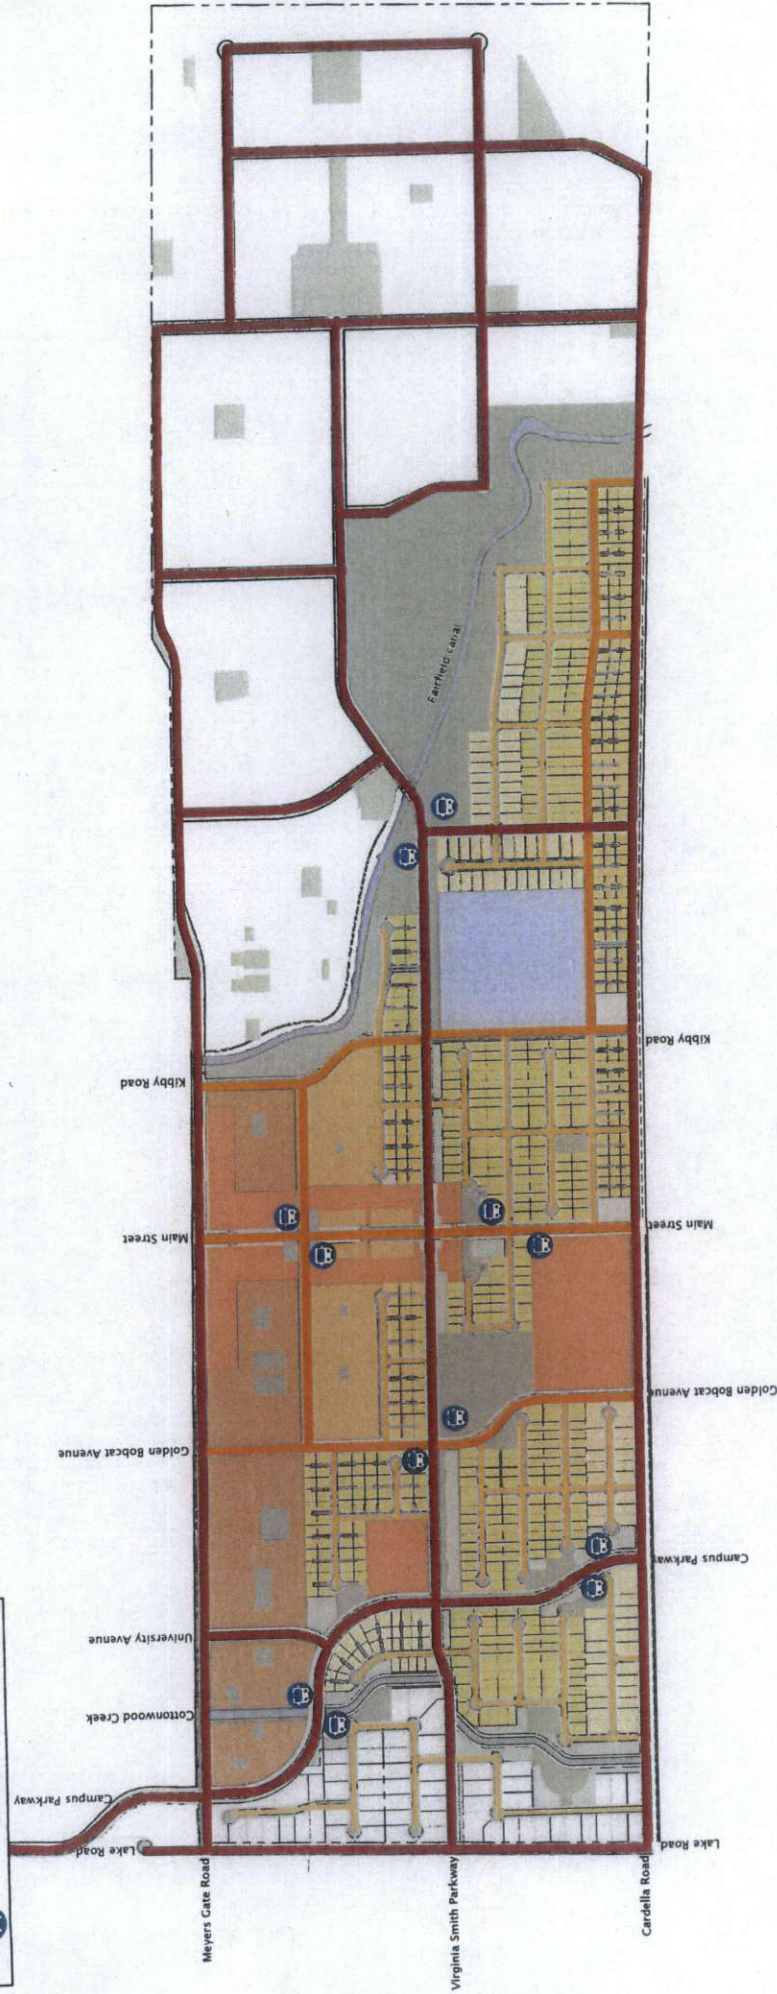 Fairfield Canal
Kibby Road
Kibby Road
Main Street
Main Street
Golden Bobcat Avenue
Golden Bobcat Avenue
Campus Parkway
University Avenue
Cottonwood Creek
Campus Parkway
Lake Road
Lake Road
Meyers Gate Road
Virginia Smith Parkway
Cardella Road